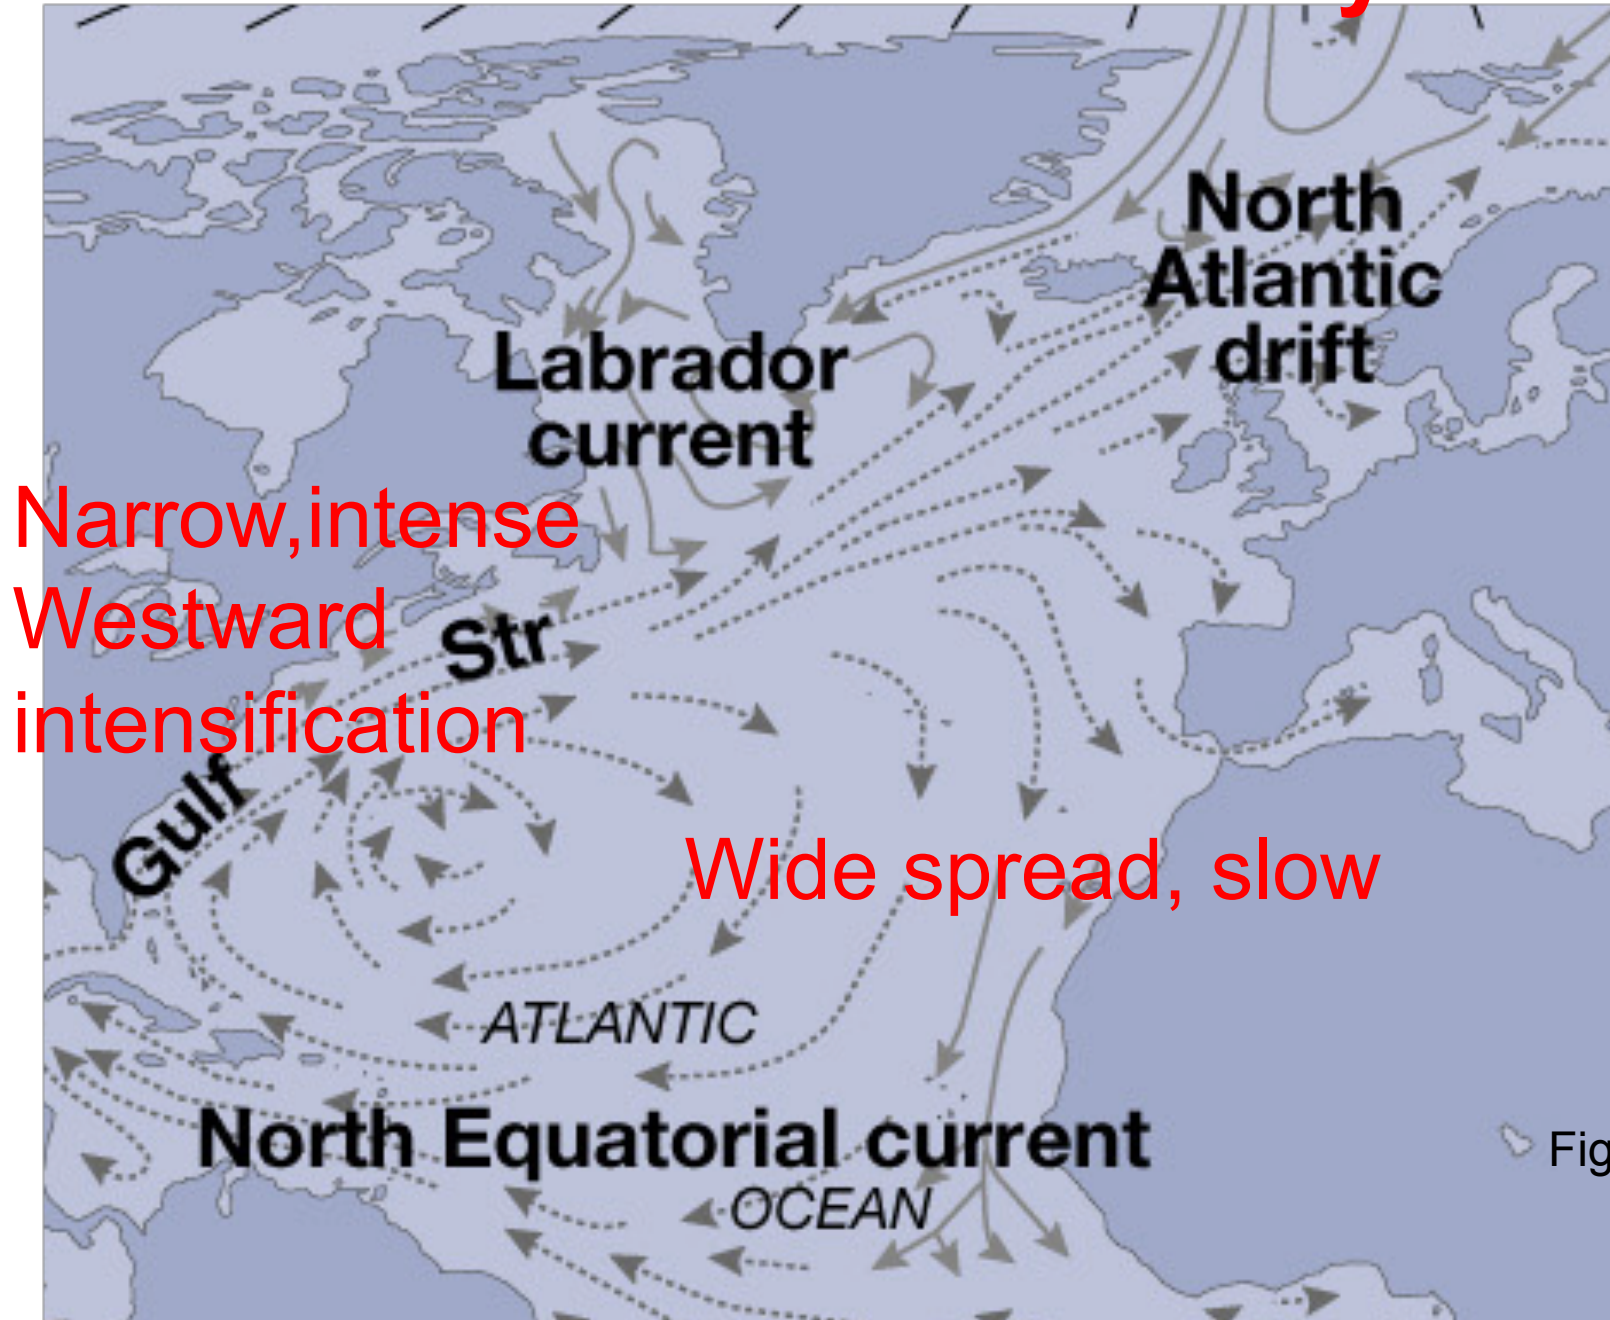 y
North
Atlantic
drift
Labrador
current
Narrow,intense
Westward
intensification
Gulf Str
Wide spread, slow
ATLANTIC
North Equatorial current
Fig
OCEAN